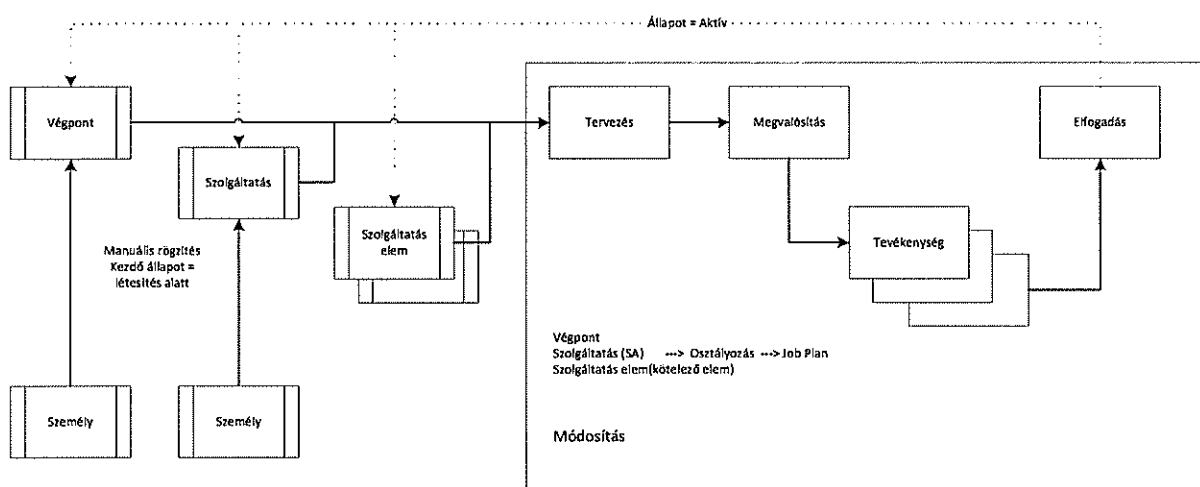 Állapot = Aktív
Végpont
Tervezés
Megvalósítás
Elfogadás
Szolgáltatás
Szolgáltatás
elem
Tevékenység
Manuális rögzítés
Kezdő állapot =
létesítés alatt
Végpont
Szolgáltatás (SA) ---> Osztályozás ---> Job Plan
Szolgáltatás elem(kötelező elem)
Személy
Személy
Módosítás